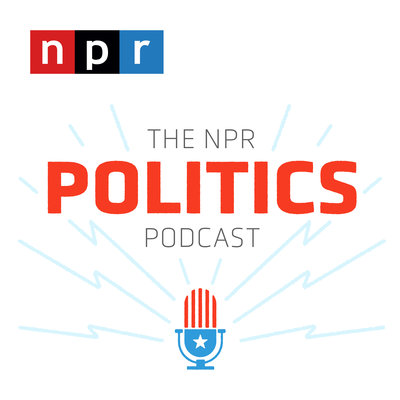 npr
THE NPR
POLITICS
PODCAST